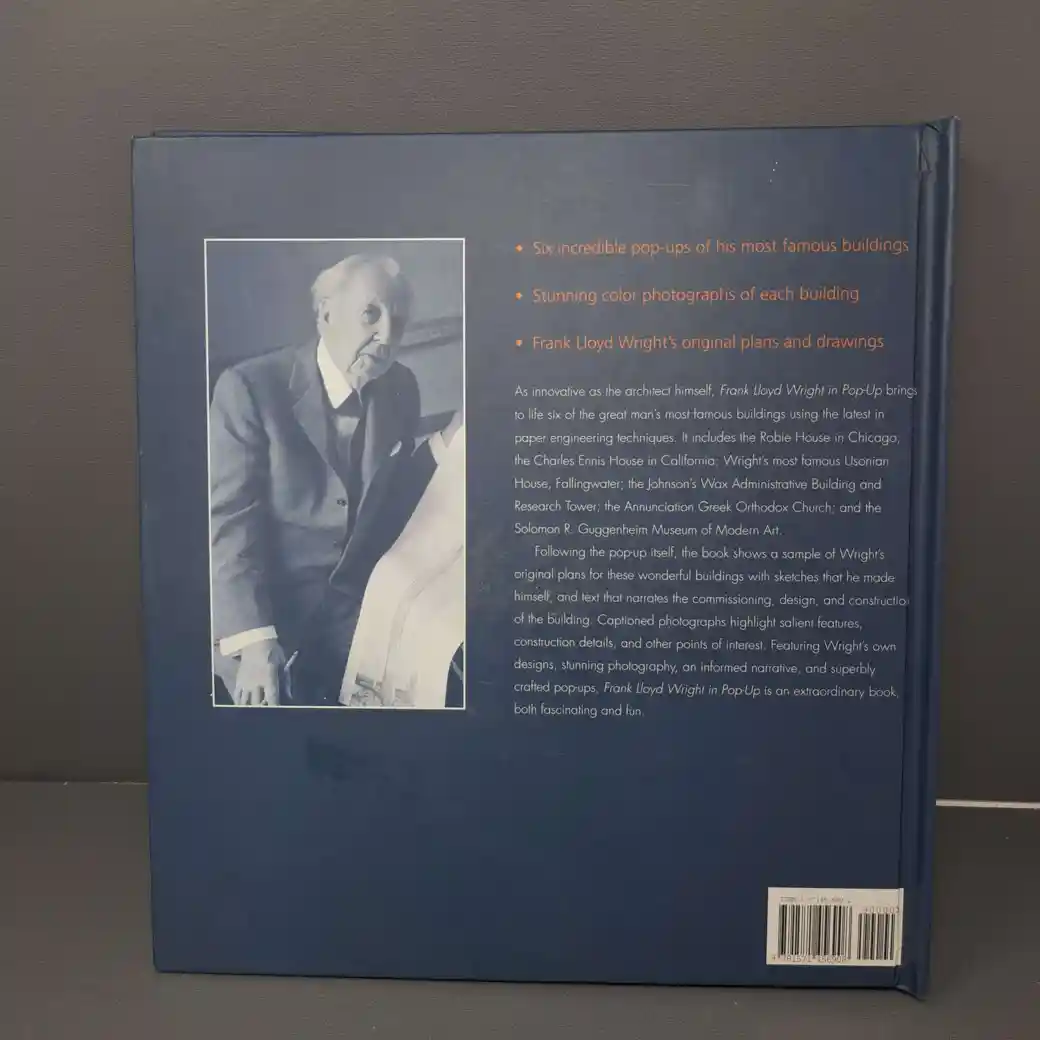 • Six incredible pop-ups of his most famous buildings
• Stunning color photographs of each building
• Frank Lloyd Wright's original plans and drawings
As innovative as the architect himself, Frank Lloyd Wright in Pop-Up brings
to life six of the great man's most famous buildings using the latest in
paper engineering techniques. It includes the Robie House in Chicago,
the Charles Ennis House in California; Wright's most famous Usonian
House, Fallingwater; the Johnson's Wax Administrative Building and
Research Tower; the Annunciation Greek Orthodox Church; and the
Solomon R. Guggenheim Museum of Modern Art.
Following the pop-up itself, the book shows a sample of Wright's
original plans for these wonderful buildings with sketches that he made
himself, and text that narrates the commissioning, design, and constructio
of the building. Captioned photographs highlight salient features,
construction details, and other points of interest. Featuring Wright's own
designs, stunning photography, an informed narrative, and superbly
crafted pop-ups, Frank Lloyd Wright in Pop-Up is an extraordinary book,
both fascinating and fun.